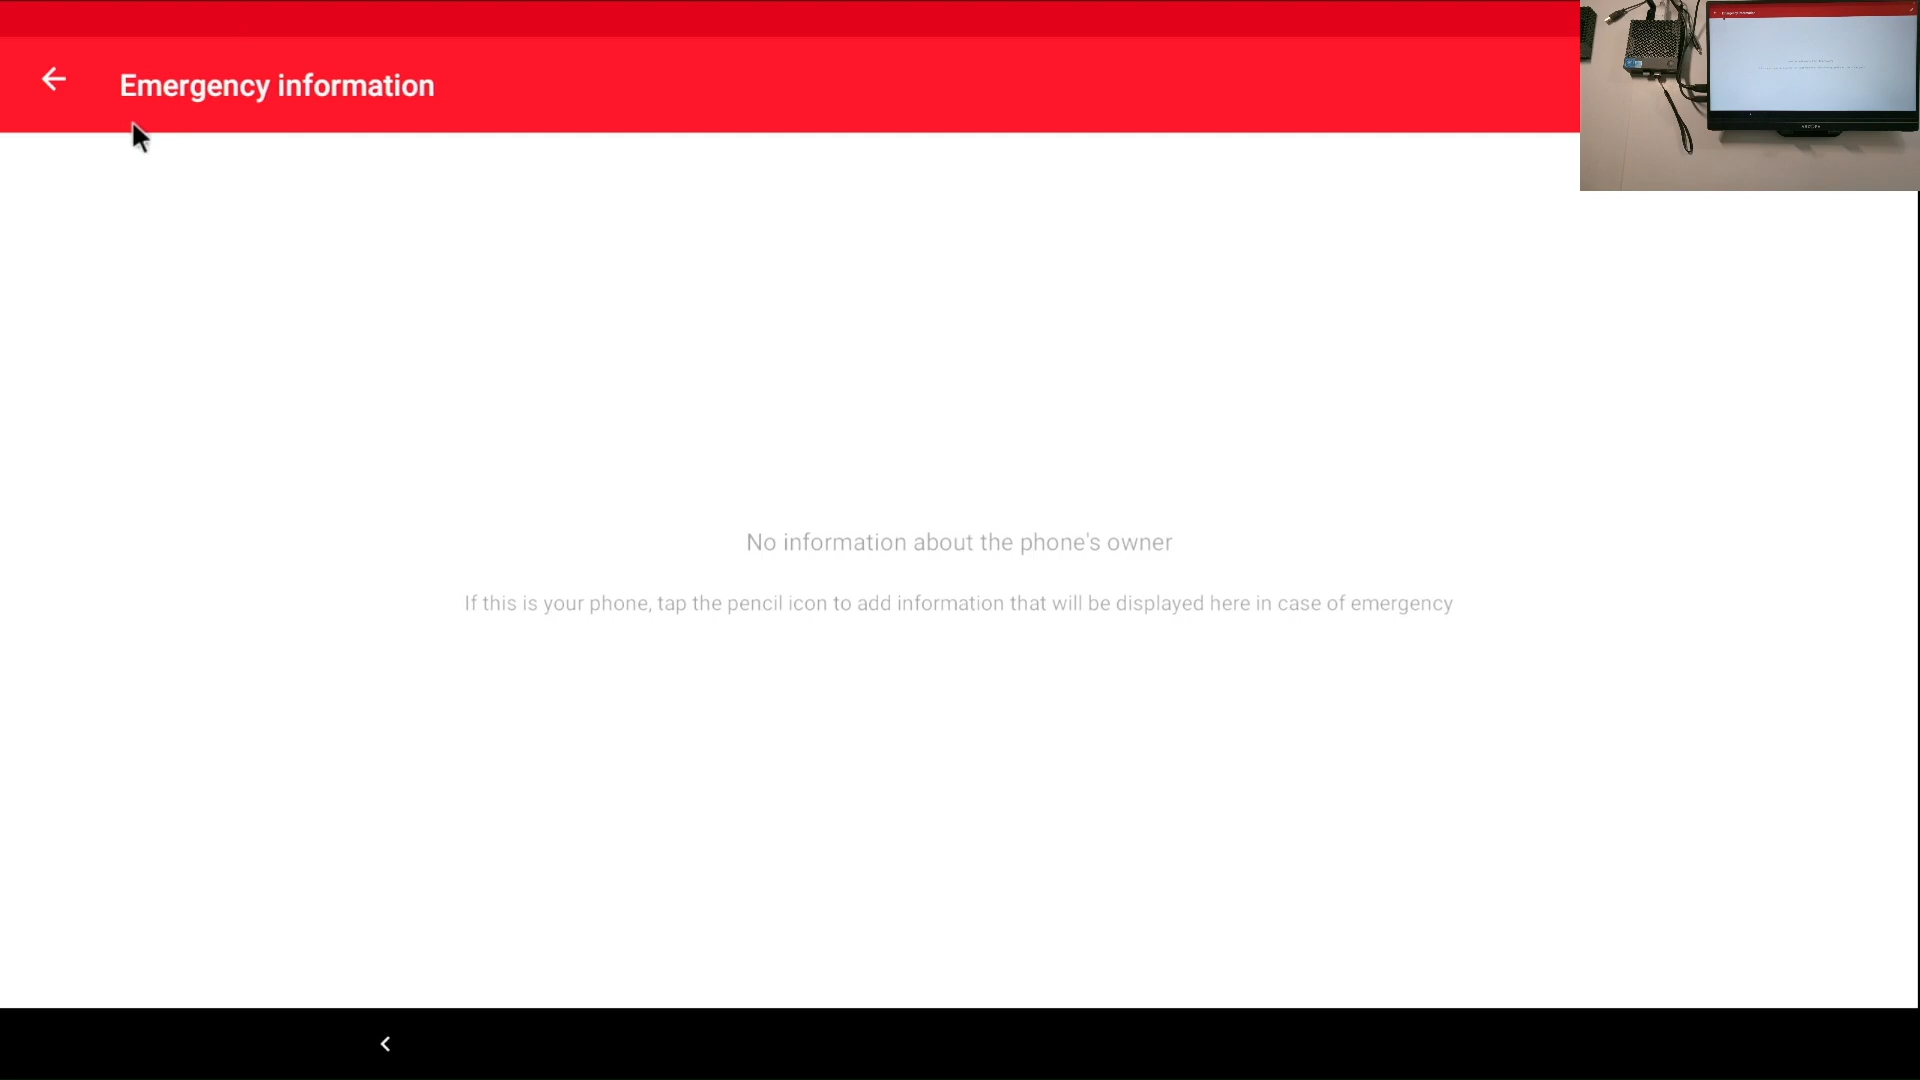 Emergency information
No information about the phone's owner
If this is your phone, tap the pencil icon to add information that will be displayed here in case of emergency